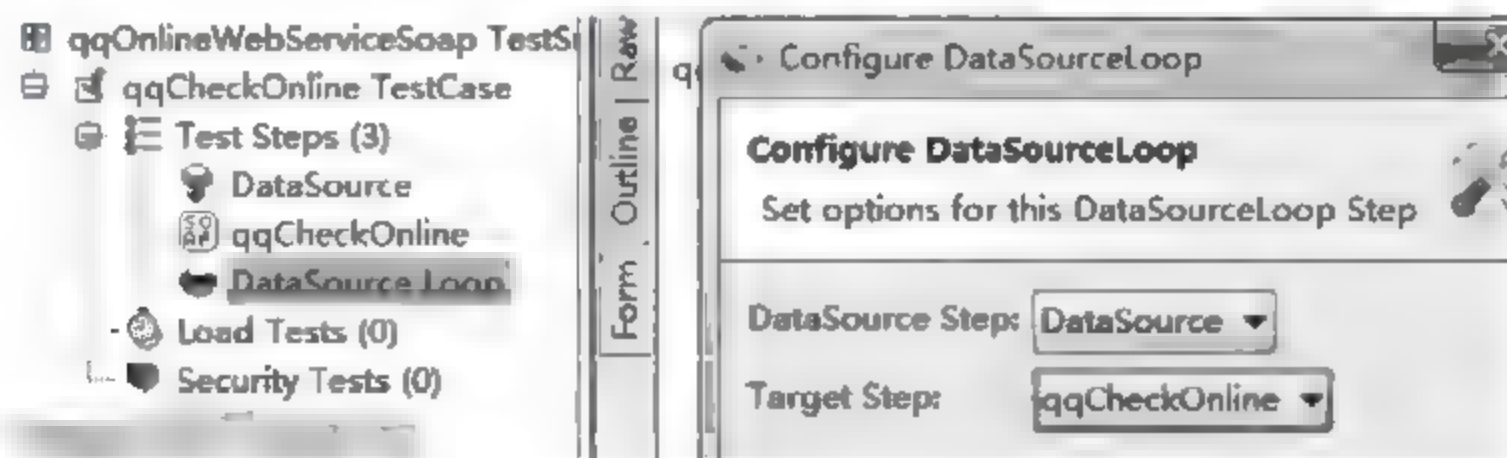 qqOnlineWebServiceSoap
qqCheckOnline TestCase
Test Steps (3)
DataSource
qqCheckOnline
DataSource Loop
Load Tests (0)
Security Tests (0)
Raw
Outline
Form
Configure DataSourceLoop
Configure DataSourceLoop
Set options for this DataSourceLoop Step
DataSource Step: DataSource
Target Step: qqCheckOnline